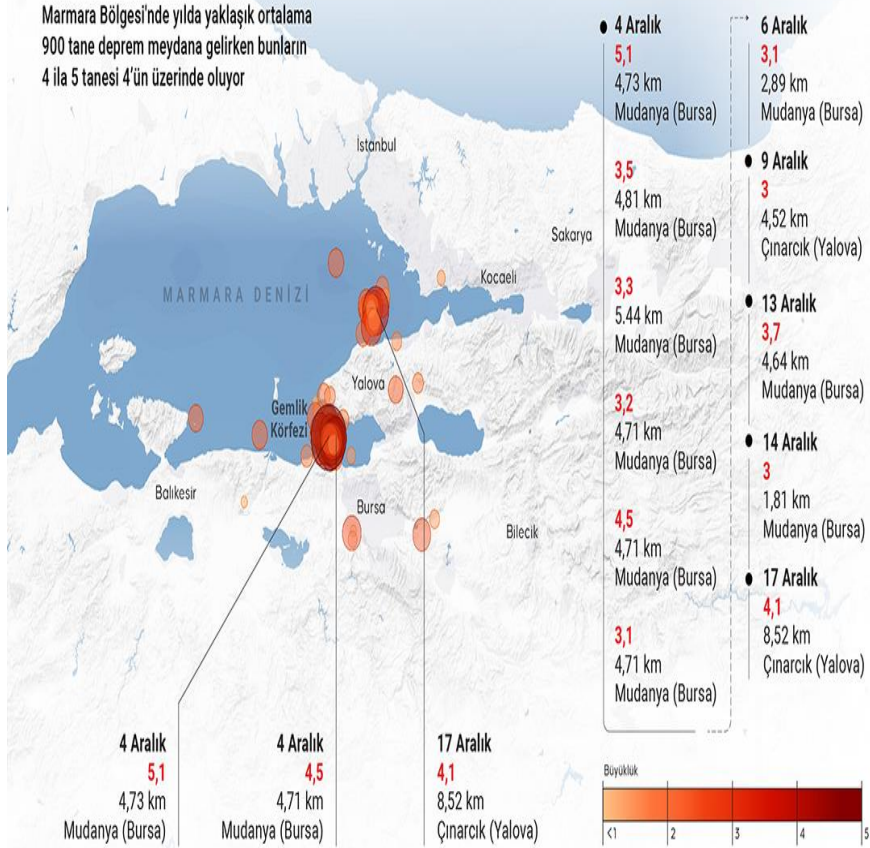 Marmara Bölgesi'nde yılda yaklaşık ortalama
900 tane deprem meydana gelirken bunların
4 ila 5 tanesi 4'ün üzerinde oluyor
İstanbul
Sakarya
Kocaeli
MARMARA DENİZİ
Yalova
Gemlik
Körfezi
Balıkesir
Bursa
Bilecik
4 Aralık
5,1
4,73 km
Mudanya (Bursa)
3,5
4,81 km
Mudanya (Bursa)
3,3
5.44 km
Mudanya (Bursa)
3,2
4,71 km
Mudanya (Bursa)
4,5
4,71 km
Mudanya (Bursa)
3,1
4,71 km
Mudanya (Bursa)
6 Aralık
3,1
2,89 km
Mudanya (Bursa)
9 Aralık
3
4,52 km
Çınarcık (Yalova)
13 Aralık
3,7
4,64 km
Mudanya (Bursa)
14 Aralık
3
1,81 km
Mudanya (Bursa)
17 Aralık
4,1
8,52 km
Çınarcık (Yalova)
4 Aralık
5,1
4,73 km
Mudanya (Bursa)
4 Aralık
4,5
4,71 km
Mudanya (Bursa)
17 Aralık
4,1
8,52 km
Çınarcık (Yalova)
Büyüklük
<1 2 3 4 5